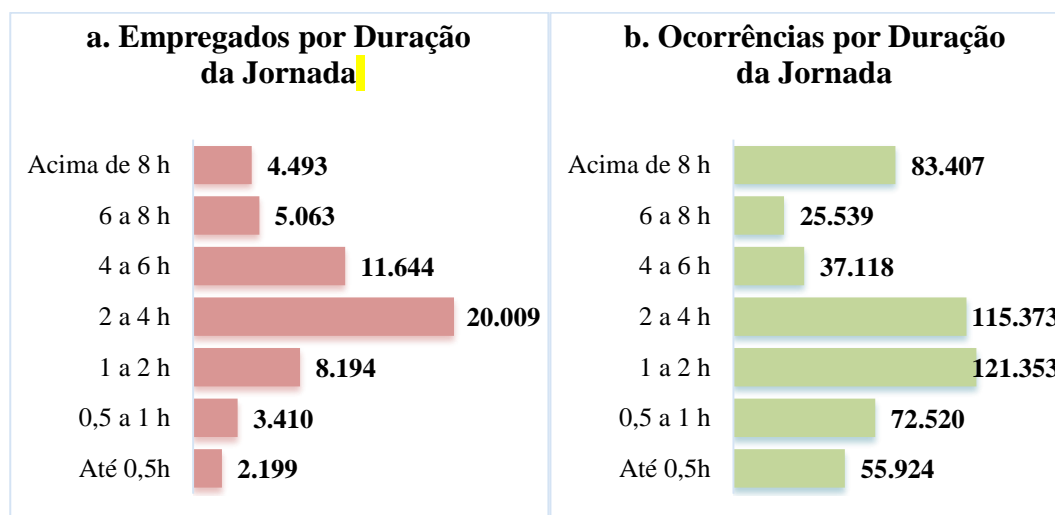 a. Empregados por Duração
da Jornada
Acima de 8 h 4.493
6 a 8 h 5.063
4 a 6 h 11.644
2 a 4 h 20.009
1 a 2 h 8.194
0,5 a 1 h 3.410
Até 0,5h 2.199
b. Ocorrências por Duração
da Jornada
Acima de 8 h 83.407
6 a 8 h 25.539
4 a 6 h 37.118
2 a 4 h 115.373
1 a 2 h 121.353
0,5 a 1 h 72.520
Até 0,5h 55.924